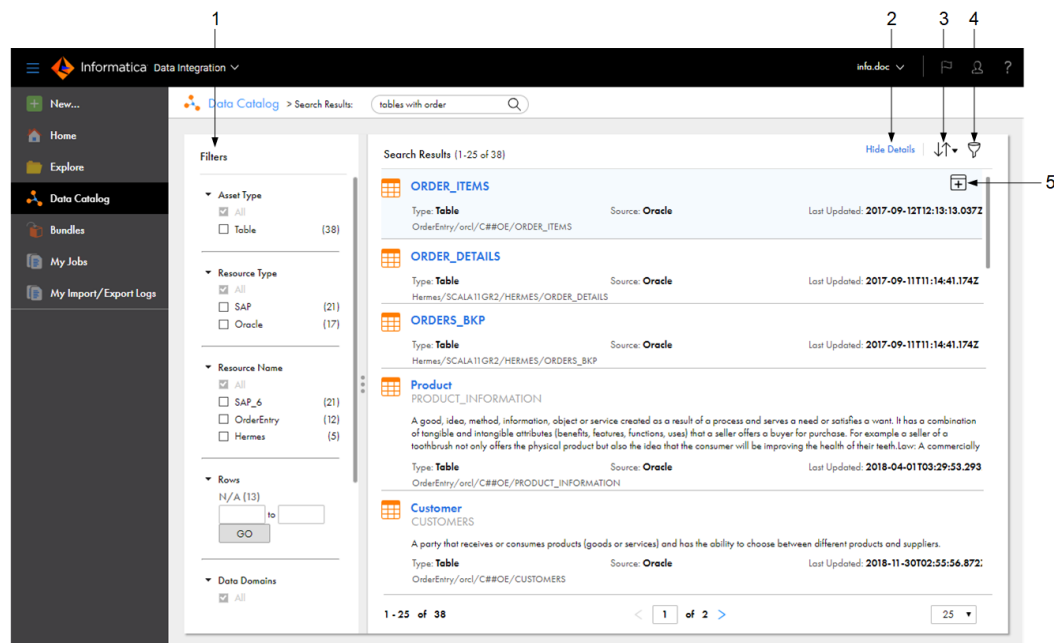 1 2 3 4
Informatica Data Integration infa.doc ?
New...
Home
Explore
Data Catalog
Bundles
My Jobs
My Import/Export Logs
Data Catalog > Search Results: tables with order
Filters
Asset Type
All
Table (38)
Resource Type
All
SAP (21)
Oracle (17)
Resource Name
All
SAP_6 (21)
OrderEntry (12)
Hermes (5)
Rows
N/A (13)
to
GO
Data Domains
All
Search Results (1-25 of 38) Hide Details
5
ORDER_ITEMS
Type: Table Source: Oracle Last Updated: 2017-09-12T12:13:13.037Z
OrderEntry/orcl/C##OE/ORDER_ITEMS
ORDER_DETAILS
Type: Table Source: Oracle Last Updated: 2017-09-11T11:14:41.174Z
Hermes/SCALA11GR2/HERMES/ORDER_DETAILS
ORDERS_BKP
Type: Table Source: Oracle Last Updated: 2017-09-11T11:14:41.174Z
Hermes/SCALA11GR2/HERMES/ORDERS_BKP
Product
PRODUCT_INFORMATION
A good, idea, method, information, object or service created as a result of a process and serves a need or satisfies a want. It has a combination
of tangible and intangible attributes (benefits, features, functions, uses) that a seller offers a buyer for purchase. For example a seller of a
toothbrush not only offers the physical product but also the idea that the consumer will be improving the health of their teeth.Law: A commercially
Type: Table Source: Oracle Last Updated: 2018-04-01T03:29:53.293
OrderEntry/orcl/C##OE/PRODUCT_INFORMATION
Customer
CUSTOMERS
A party that receives or consumes products (goods or services) and has the ability to choose between different products and suppliers.
Type: Table Source: Oracle Last Updated: 2018-11-30T02:55:56.872
OrderEntry/orcl/C##OE/CUSTOMERS
1 - 25 of 38 < 1 of 2 > 25